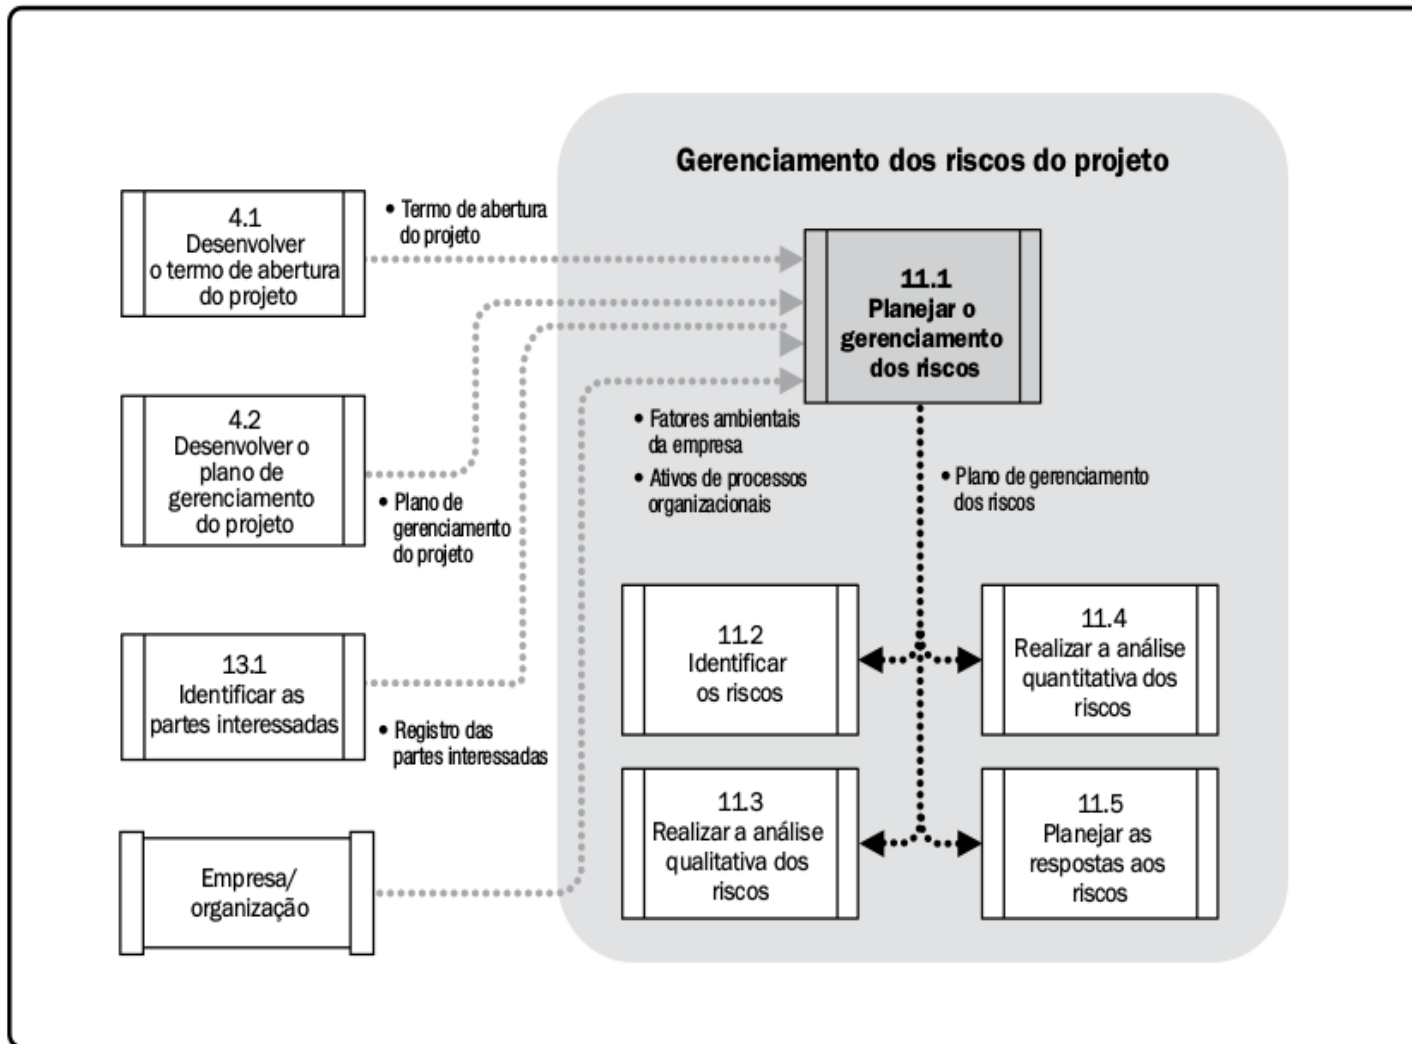 Gerenciamento dos riscos do projeto
4.1
Desenvolver
o termo de abertura
do projeto
• Termo de abertura
do projeto
11.1
Planejar o
gerenciamento
dos riscos
4.2
Desenvolver o
plano de
gerenciamento
do projeto
• Plano de
gerenciamento
do projeto
• Fatores ambientais
da empresa
• Ativos de processos
organizacionais
• Plano de gerenciamento
dos riscos
13.1
Identificar as
partes interessadas
• Registro das
partes interessadas
11.2
Identificar
os riscos
11.4
Realizar a análise
quantitativa dos
riscos
11.3
Realizar a análise
qualitativa dos
riscos
11.5
Planejar as
respostas aos
riscos
Empresa/
organização